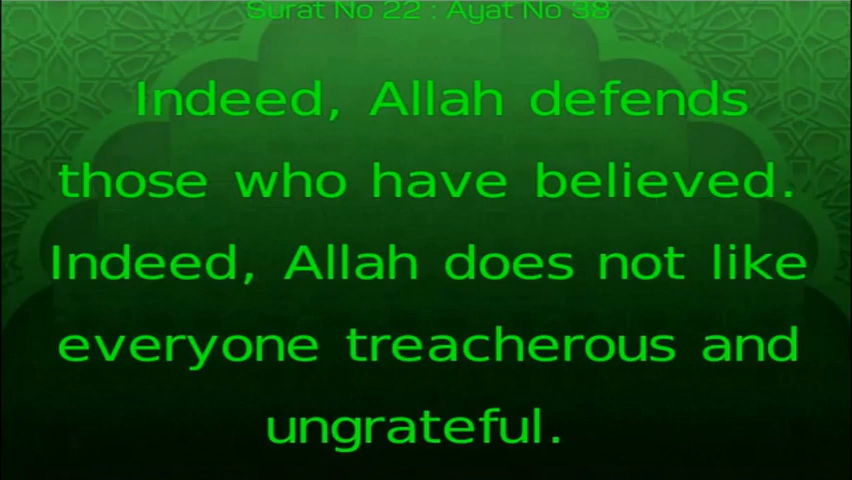 Surat No 22 : Ayat No 38
Indeed, Allah defends
those who have believed.
Indeed, Allah does not like
everyone treacherous and
ungrateful.